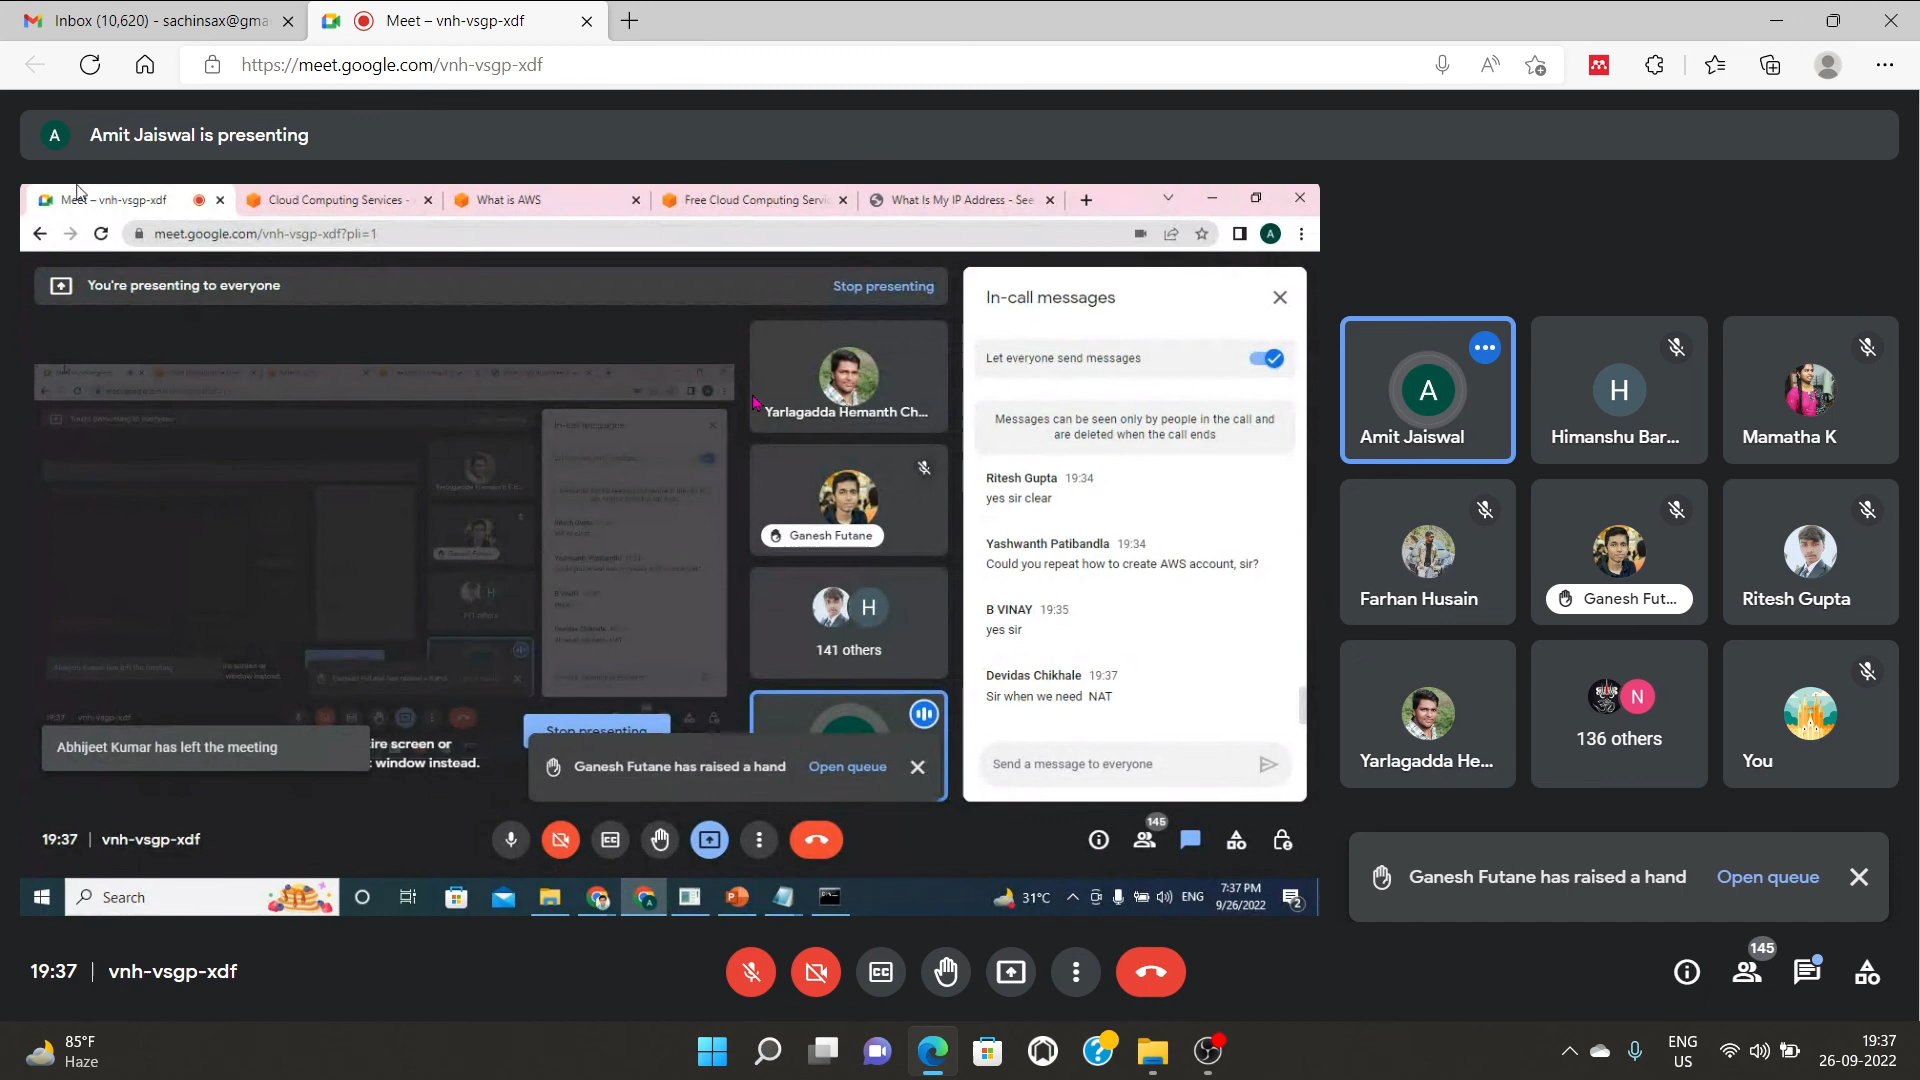 Inbox (10,620) - sachinsax@gma
Meet – vnh-vsgp-xdf
https://meet.google.com/vnh-vsgp-xdf
A
Amit Jaiswal is presenting
Meet – vnh-vsgp-xdf
Cloud Computing Services -
What is AWS
Free Cloud Computing Servi
What Is My IP Address - See
meet.google.com/vnh-vsgp-xdf?pli=1
A
You're presenting to everyone
Stop presenting
Yarlagadda Hemanth Ch...
Ganesh Futane
H
141 others
Stop presenting
Abhijeet Kumar has left the meeting
ire screen or
window instead.
Ganesh Futane has raised a hand
Open queue
In-call messages
Let everyone send messages
Messages can be seen only by people in the call and
are deleted when the call ends
Ritesh Gupta 19:34
yes sir clear
Yashwanth Patibandla 19:34
Could you repeat how to create AWS account, sir?
B VINAY 19:35
yes sir
Devidas Chikhale 19:37
Sir when we need NAT
Send a message to everyone
19:37 | vnh-vsgp-xdf
145
Search
31°C
ENG
7:37 PM
9/26/2022
2
A
Amit Jaiswal
H
Himanshu Bar...
Mamatha K
Farhan Husain
Ganesh Fut...
Ritesh Gupta
Yarlagadda He...
N
136 others
You
Ganesh Futane has raised a hand
Open queue
19:37 | vnh-vsgp-xdf
145
85°F
Haze
ENG
US
19:37
26-09-2022